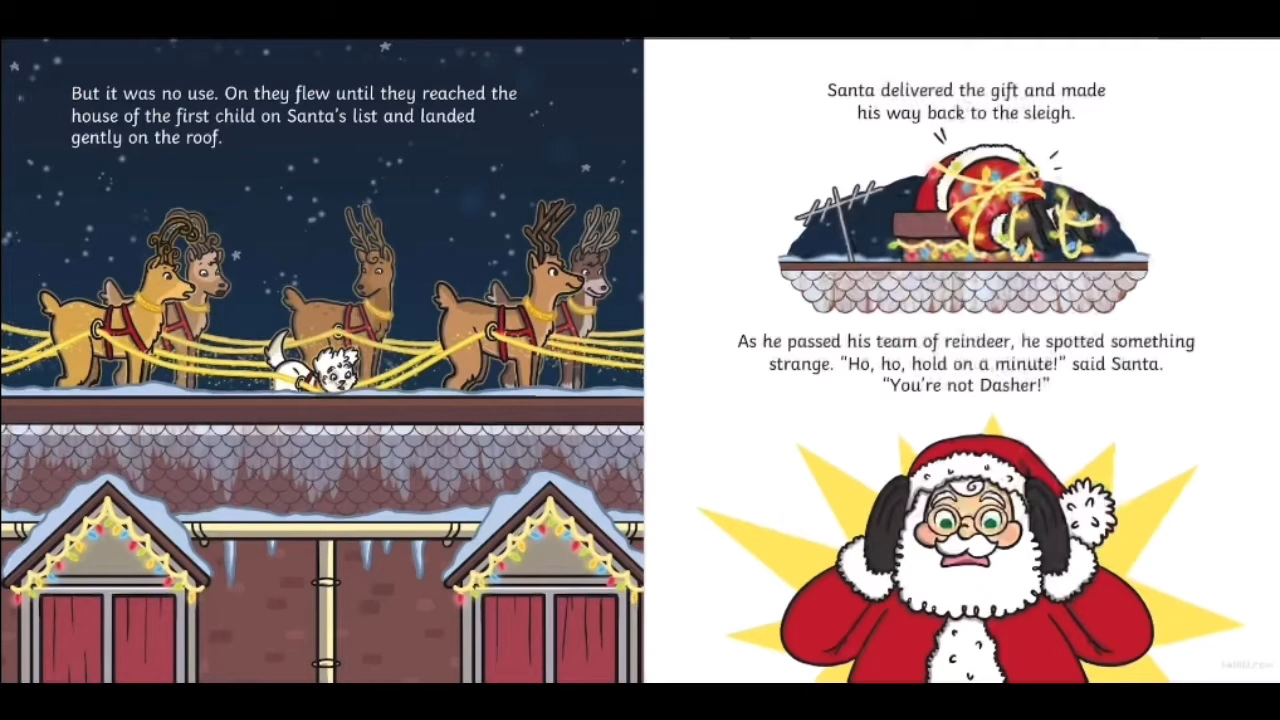 But it was no use. On they flew until they reached the
house of the first child on Santa's list and landed
gently on the roof.
Santa delivered the gift and made
his way back to the sleigh.
As he passed his team of reindeer, he spotted something
strange. “Ho, ho, hold on a minute!” said Santa.
“You’re not Dasher!”